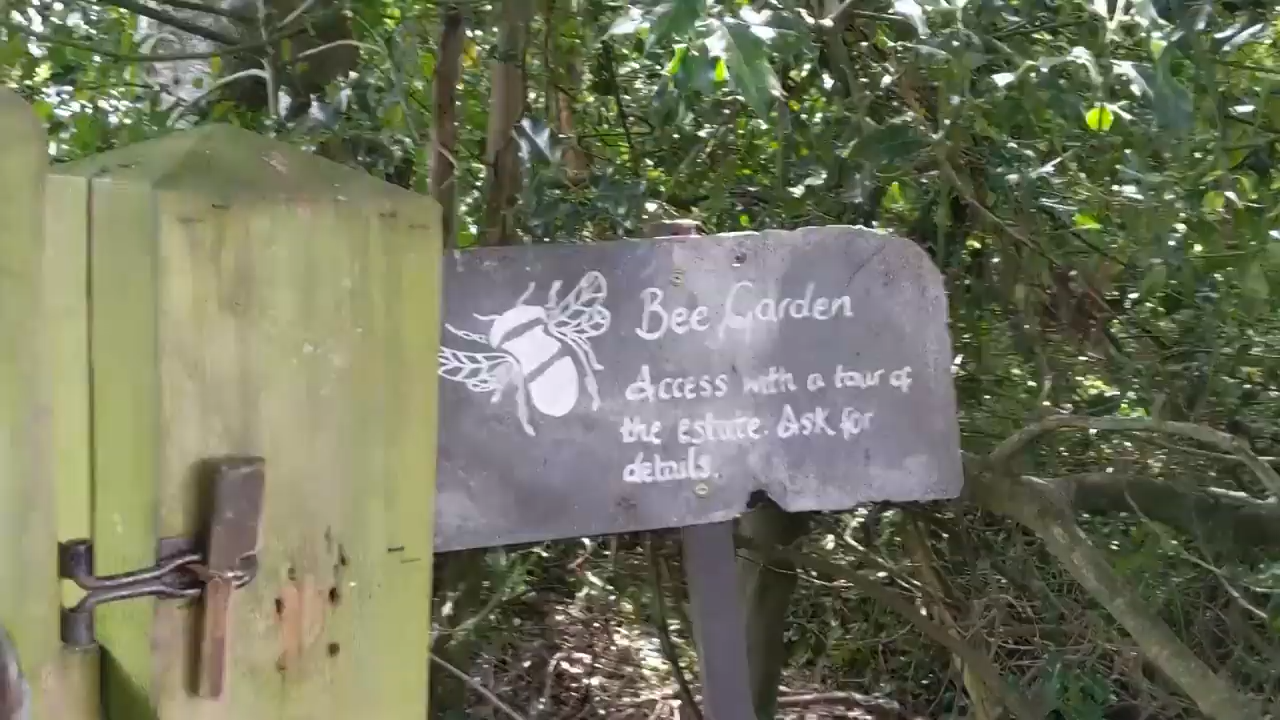 Bee Garden
Access with a tour of
the estate. Ask for
details.